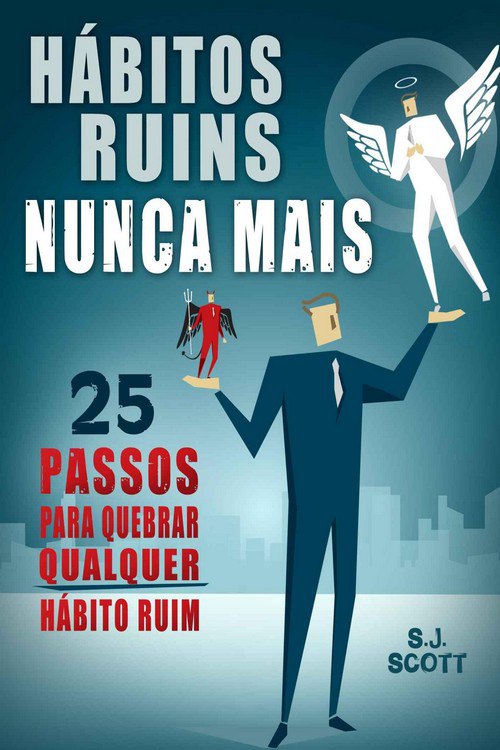 HÁBITOS
RUINS
NUNCA MAIS
25
PASSOS
PARA QUEBRAR
QUALQUER
HÁBITO RUIM
S.J.
SCOTT